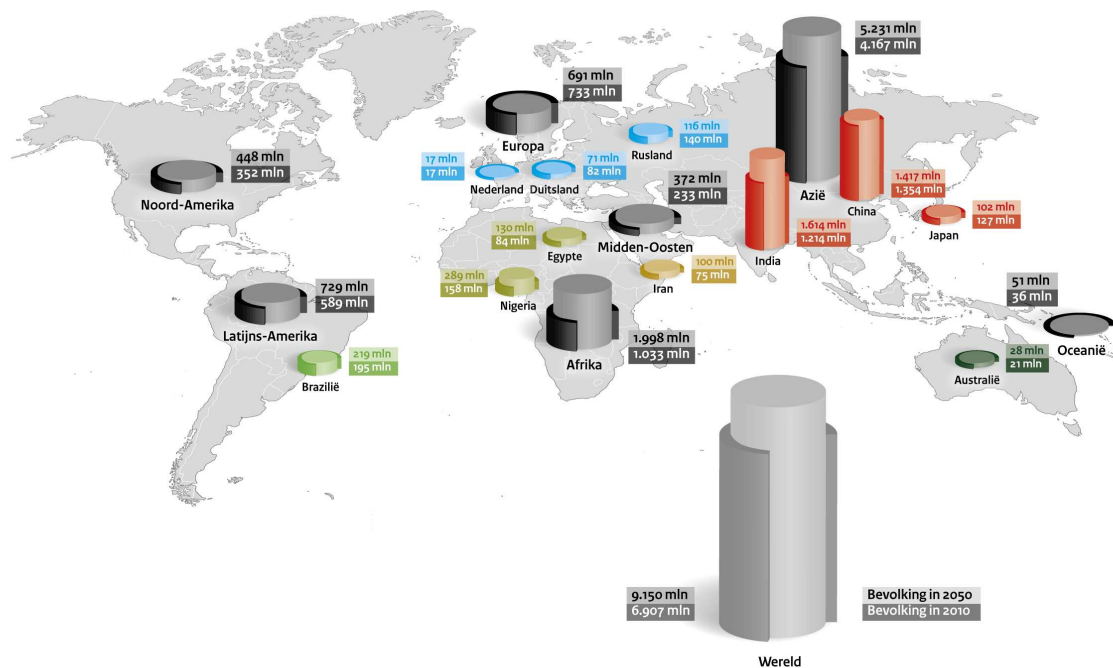 5.231 mln
4.167 mln
Azië
691 mln
733 mln
Europa
116 mln
140 mln
Rusland
448 mln
352 mln
Noord-Amerika
17 mln
17 mln
Nederland
71 mln
82 mln
Duitsland
372 mln
233 mln
Midden-Oosten
1.417 mln
1.354 mln
China
102 mln
127 mln
Japan
1.614 mln
1.214 mln
India
130 mln
84 mln
Egypte
289 mln
158 mln
Nigeria
100 mln
75 mln
Iran
729 mln
589 mln
Latijns-Amerika
219 mln
195 mln
Brazilië
1.998 mln
1.033 mln
Afrika
51 mln
36 mln
Oceanië
28 mln
21 mln
Australië
9.150 mln
6.907 mln
Bevolking in 2050
Bevolking in 2010
Wereld